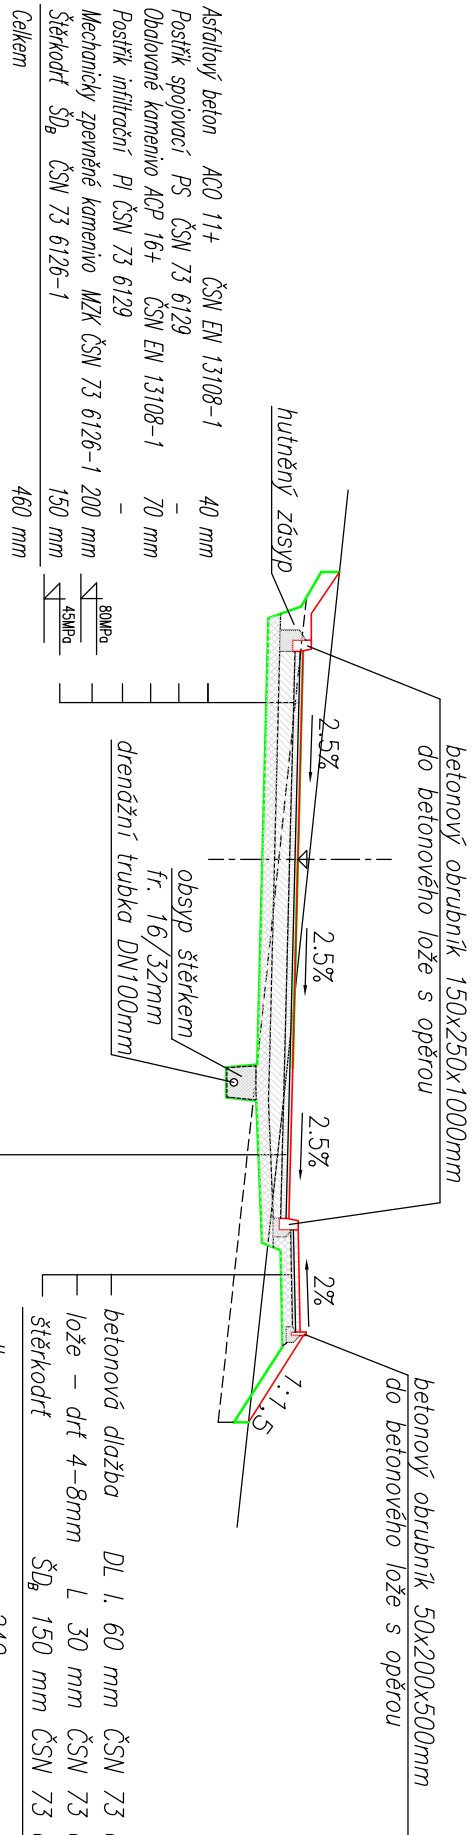 betonový obrubník 150x250x1000mm
do betonového lože s opěrou
betonový obrubník 50x200x500mm
do betonového lože s opěrou
hutněný zásyp
2.5%
2.5%
2.5%
2%
1:1,5
obsyp štěrkem
fr. 16/32mm
drenážní trubka DN100mm
Asfaltový beton ACO 11+ ČSN EN 13108-1 40 mm
Postřik spojovací PS ČSN 73 6129 -
Obalované kamenivo ACP 16+ ČSN EN 13108-1 70 mm
Postřik infiltrační PI ČSN 73 6129 -
Mechanicky zpevněné kamenivo MZK ČSN 73 6126-1 200 mm
Štěrkodrť ŠDB ČSN 73 6126-1 150 mm
Celkem 460 mm
80MPa
45MPa
betonová dlažba DL I. 60 mm ČSN 73
lože - drť 4-8mm L 30 mm ČSN 73
štěrkodrť ŠDB 150 mm ČSN 73